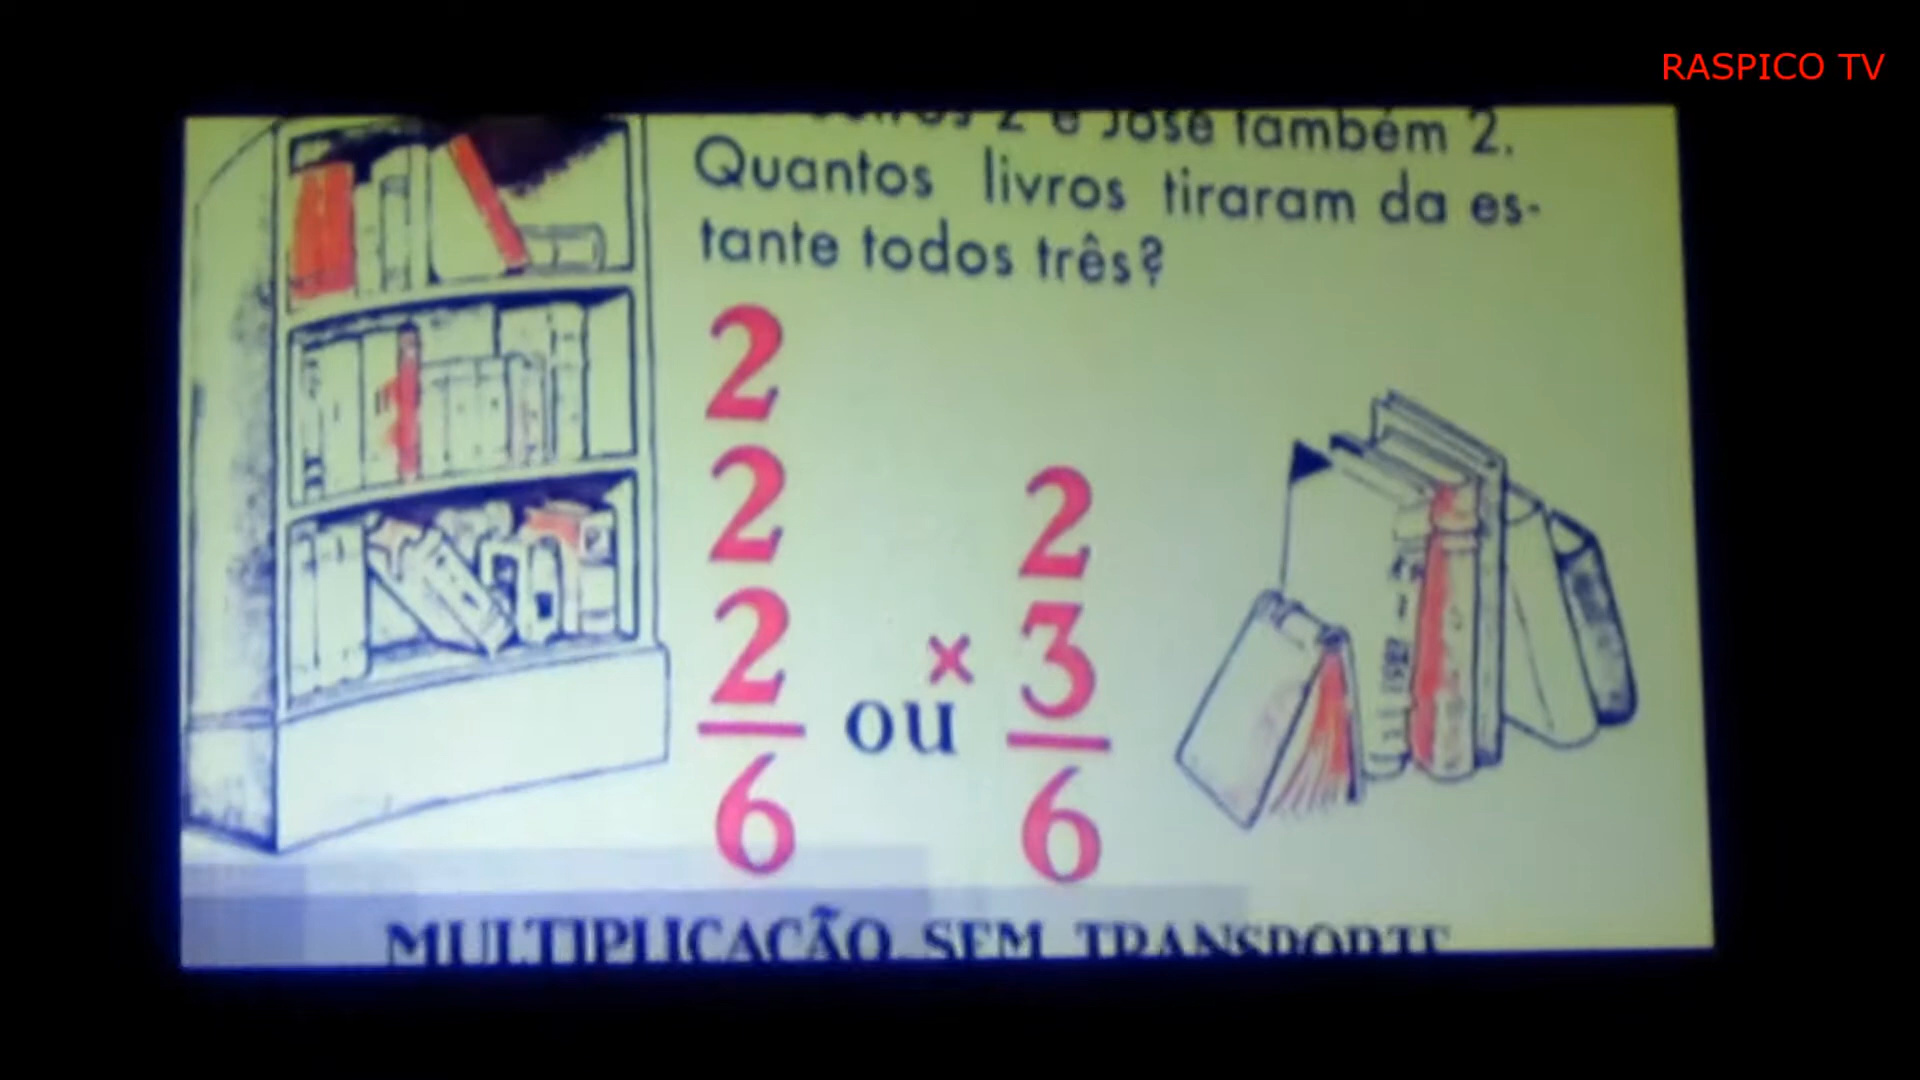 RASPICO TV
2 e José também 2.
Quantos livros tiraram da es-
tante todos três?
2
2
2
6
ou
2
× 3
6
MULTIPLICAÇÃO SEM TRANSPORTE